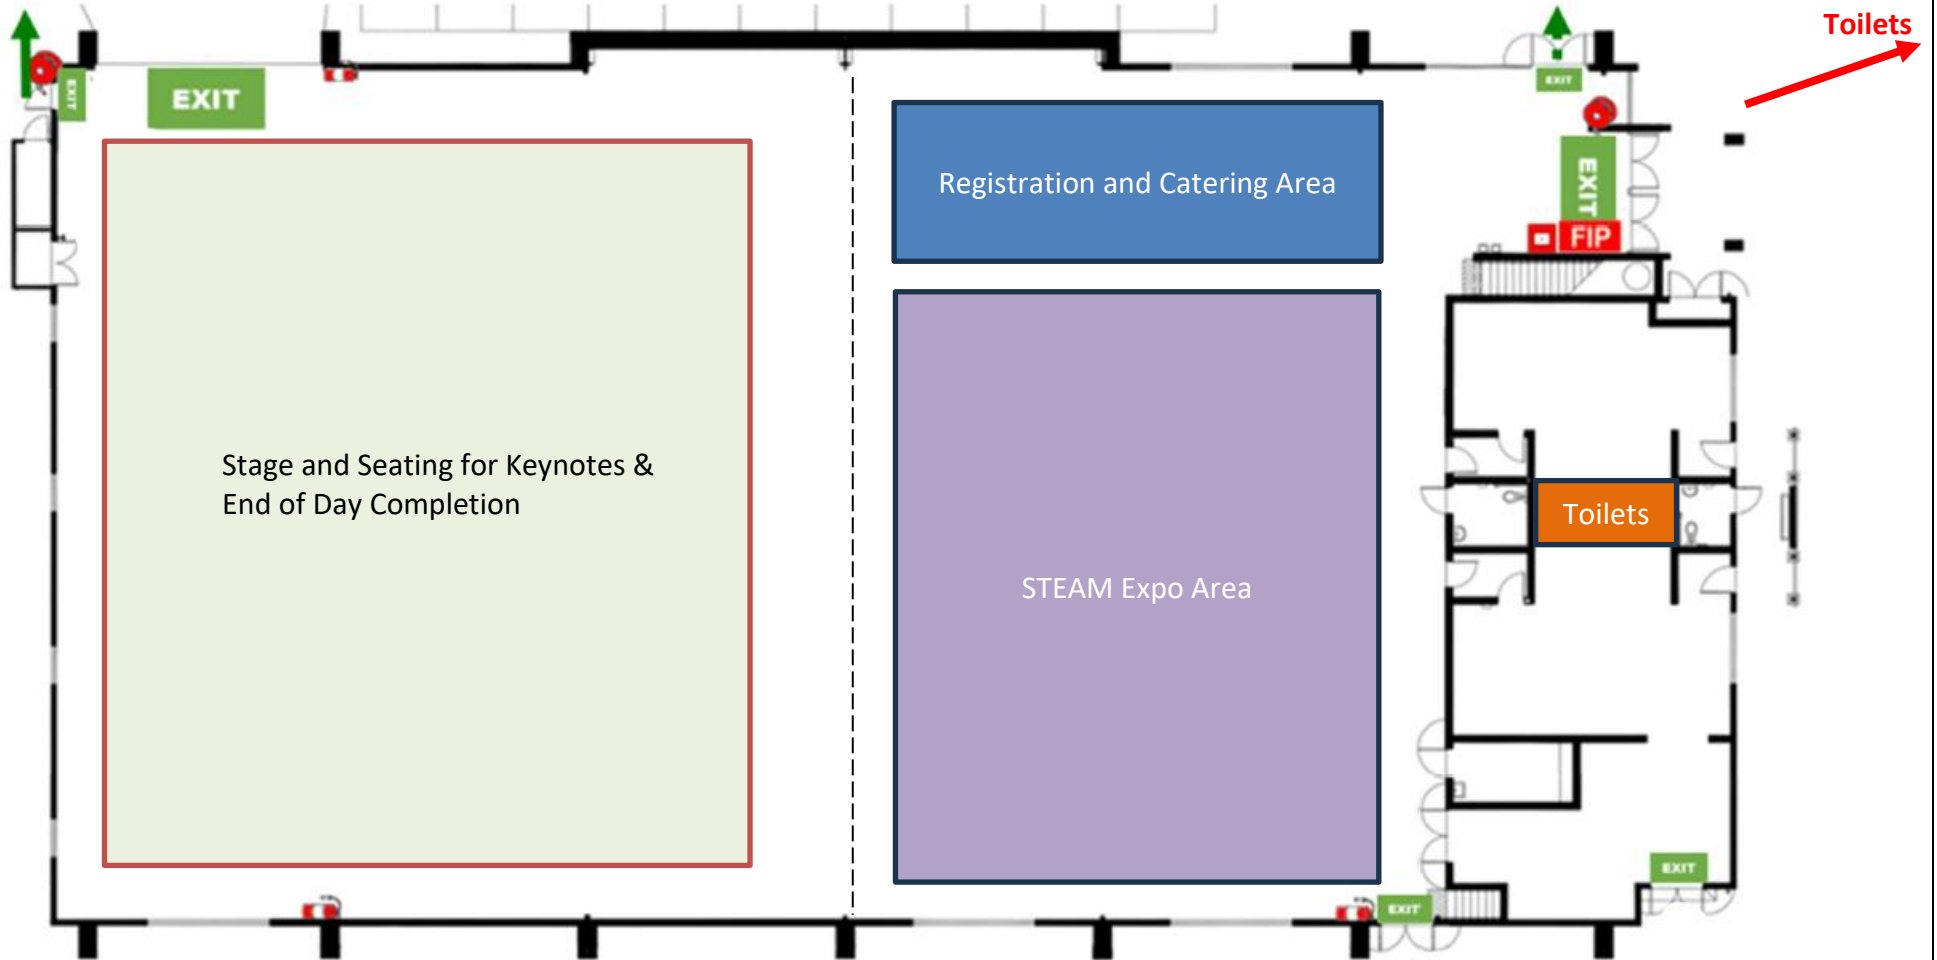 Toilets
EXIT
EXIT
EXIT
Registration and Catering Area
EXIT
FIP
Stage and Seating for Keynotes &
End of Day Completion
Toilets
STEAM Expo Area
EXIT
EXIT